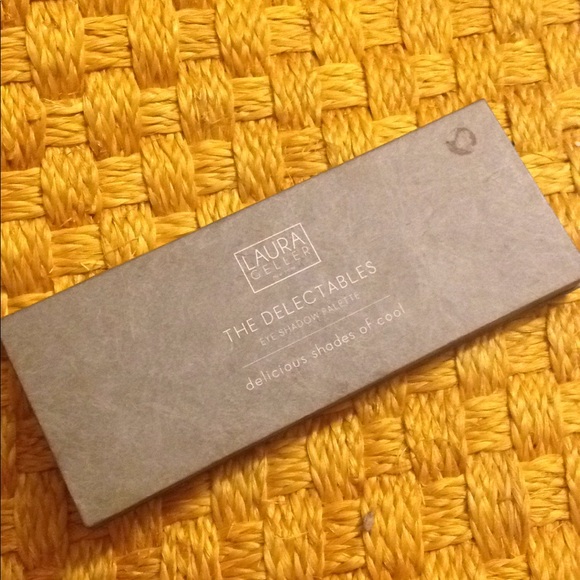 LAURA
GELLER
THE DELECTABLES
EYE SHADOW PALETTE
delicious shades of cool